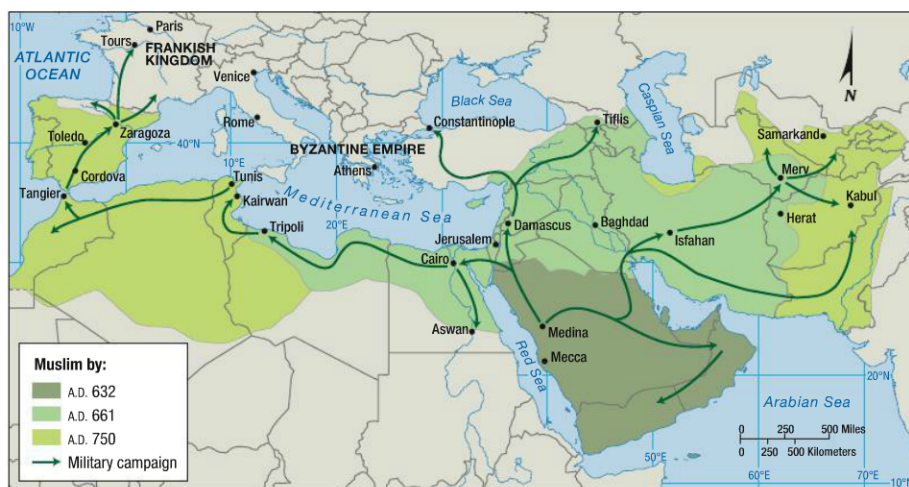 10°W
Paris
Tours
FRANKISH
KINGDOM
ATLANTIC
OCEAN
Venice
Black Sea
Caspian Sea
N
Constantinople
Tiflis
Samarkand
Zaragoza
Toledo
Rome
40°N
BYZANTINE EMPIRE
40°N
Merv
10°E
Athens
Cordova
Tunis
Kabul
Tangier
Kairwan
Mediterranean Sea
Damascus
Baghdad
Herat
Tripoli
20°E
Jerusalem
Isfahan
0°
Cairo
Aswan
Medina
Red Sea
Mecca
20°N
Arabian Sea
Muslim by:
A.D. 632
A.D. 661
A.D. 750
Military campaign
0 250 500 Miles
0 250 500 Kilometers
50°E
60°E
70°E
10°N